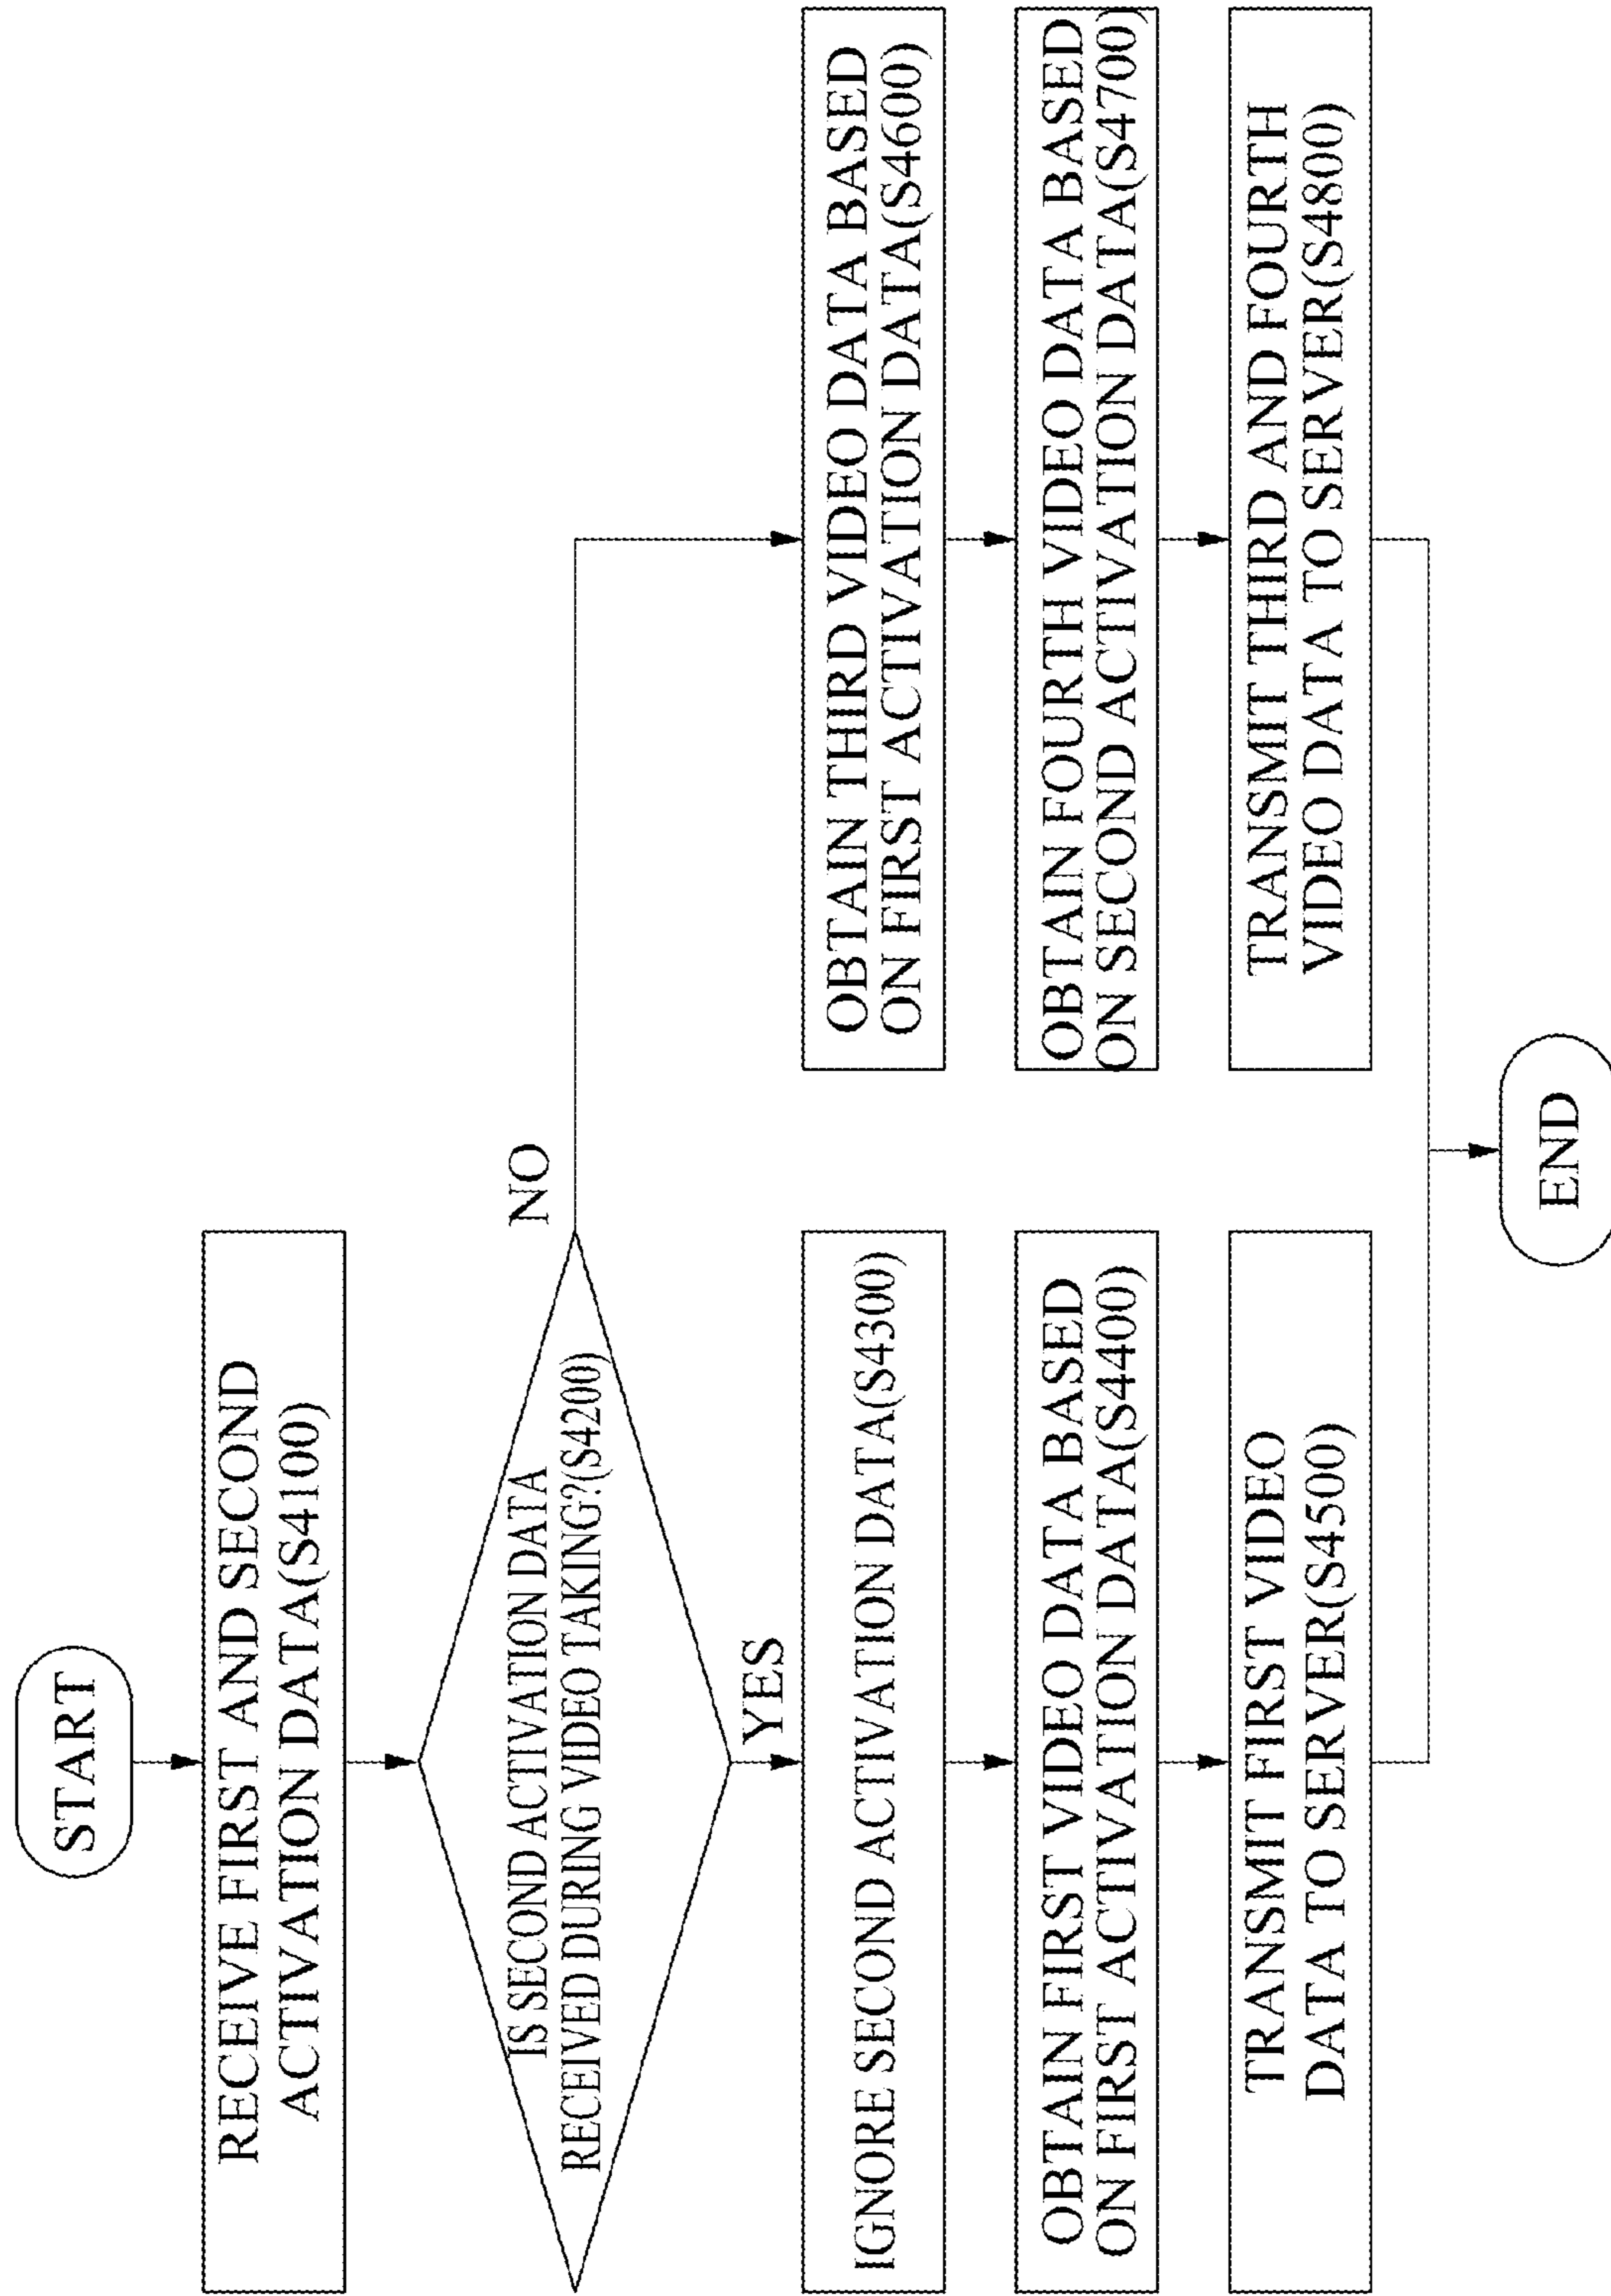 START
RECEIVE FIRST AND SECOND
ACTIVATION DATA(S4100)
IS SECOND ACTIVATION DATA
RECEIVED DURING VIDEO TAKING?(S4200)
NO
YES
IGNORE SECOND ACTIVATION DATA(S4300)
OBTAIN FIRST VIDEO DATA BASED
ON FIRST ACTIVATION DATA(S4400)
TRANSMIT FIRST VIDEO
DATA TO SERVER(S4500)
OBTAIN THIRD VIDEO DATA BASED
ON FIRST ACTIVATION DATA(S4600)
OBTAIN FOURTH VIDEO DATA BASED
ON SECOND ACTIVATION DATA(S4700)
TRANSMIT THIRD AND FOURTH
VIDEO DATA TO SERVER(S4800)
END